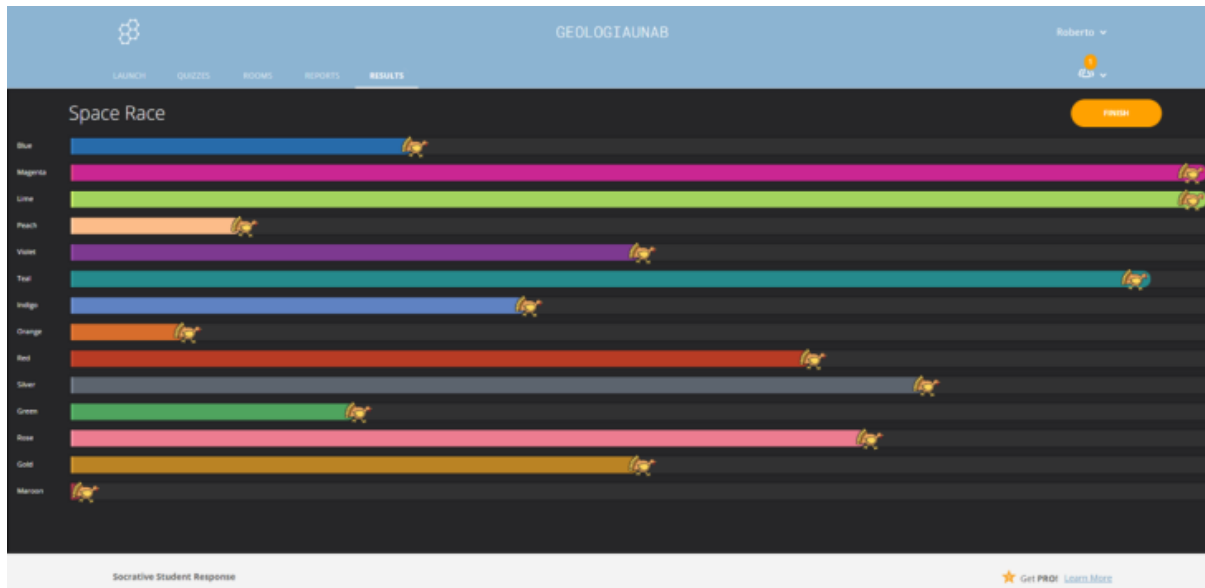 GEOLOGIAUNAB
Roberto
LAUNCH QUIZZES ROOMS REPORTS RESULTS
Space Race
FINISH
Blue
Magenta
Lime
Peach
Violet
Teal
Indigo
Orange
Red
Silver
Green
Rose
Gold
Maroon
Socrative Student Response
Get PRO! Learn More